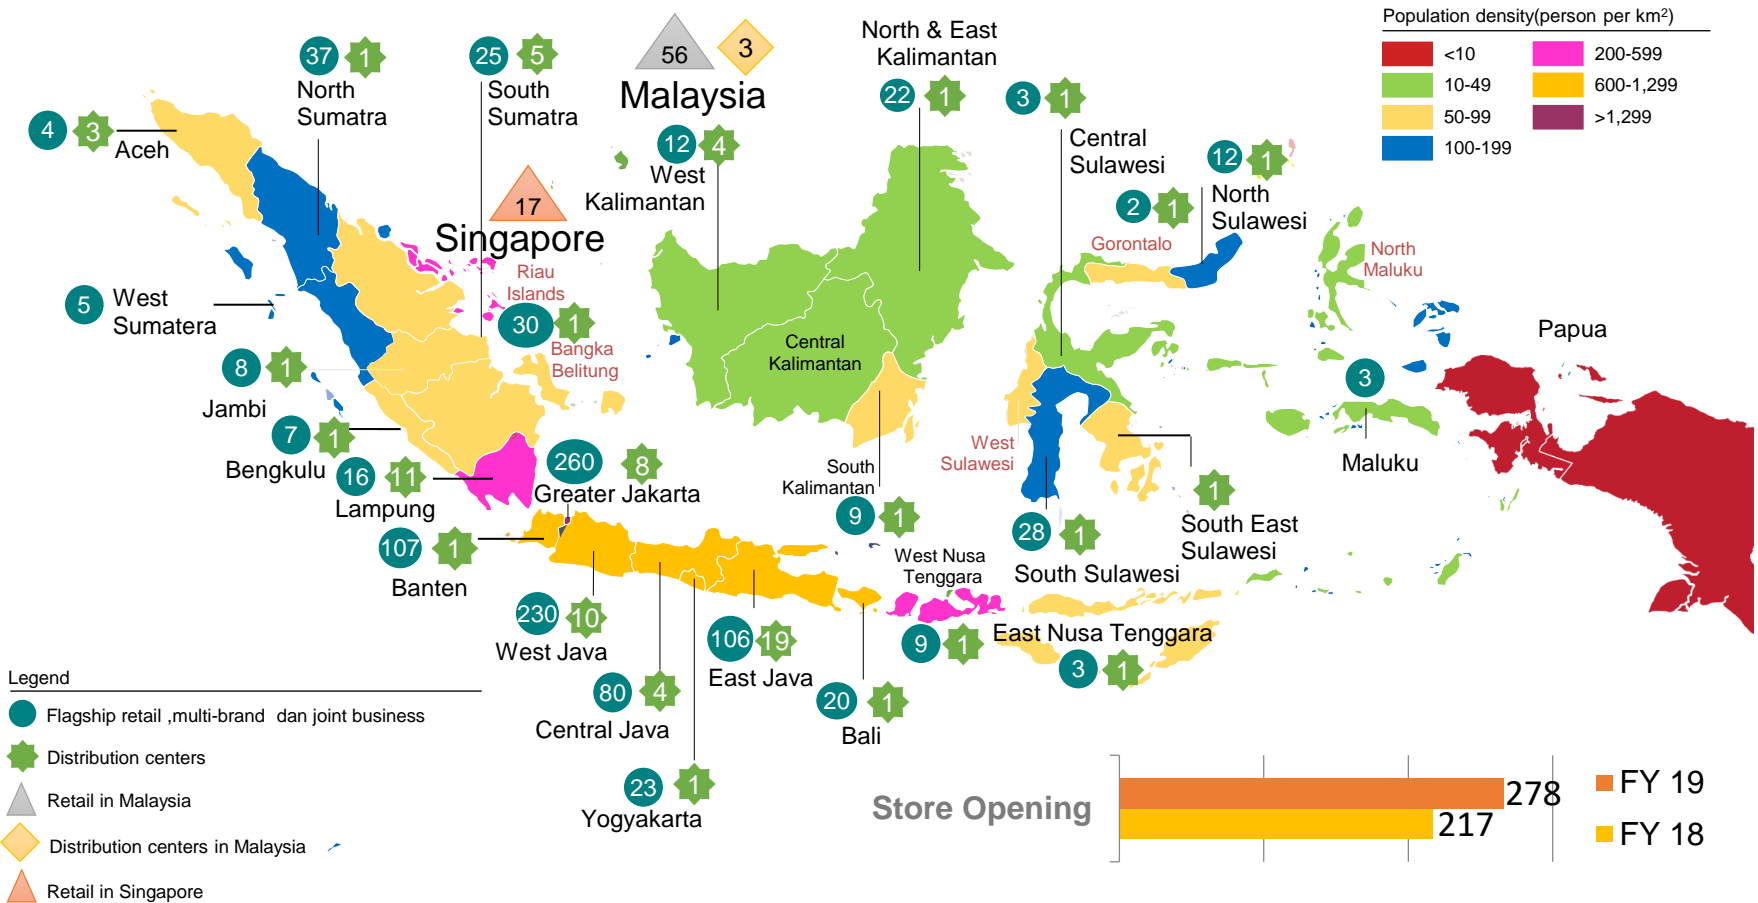 Population density(person per km²)
<10
200-599
10-49
600-1,299
50-99
>1,299
100-199
37 1
North
Sumatra
25 5
South
Sumatra
56 3
Malaysia
North & East
Kalimantan
22 1
3 1
Central
Sulawesi
4 3
Aceh
12 4
West
Kalimantan
12 1
North
Sulawesi
2 1
Gorontalo
17
Singapore
North
Maluku
Riau
Islands
5
West
Sumatera
30 1
Bangka
Belitung
Central
Kalimantan
Papua
8 1
Jambi
3
Maluku
7 1
Bengkulu
West
Sulawesi
16 11
Lampung
260 8
Greater Jakarta
South
Kalimantan
9 1
1
South East
Sulawesi
28 1
South Sulawesi
107 1
Banten
West Nusa
Tenggara
9 1
230 10
West Java
106 19
East Java
East Nusa Tenggara
3 1
80 4
Central Java
20 1
Bali
23 1
Yogyakarta
Legend
Flagship retail ,multi-brand dan joint business
Distribution centers
Retail in Malaysia
Distribution centers in Malaysia
Retail in Singapore
Store Opening
278
217
FY 19
FY 18